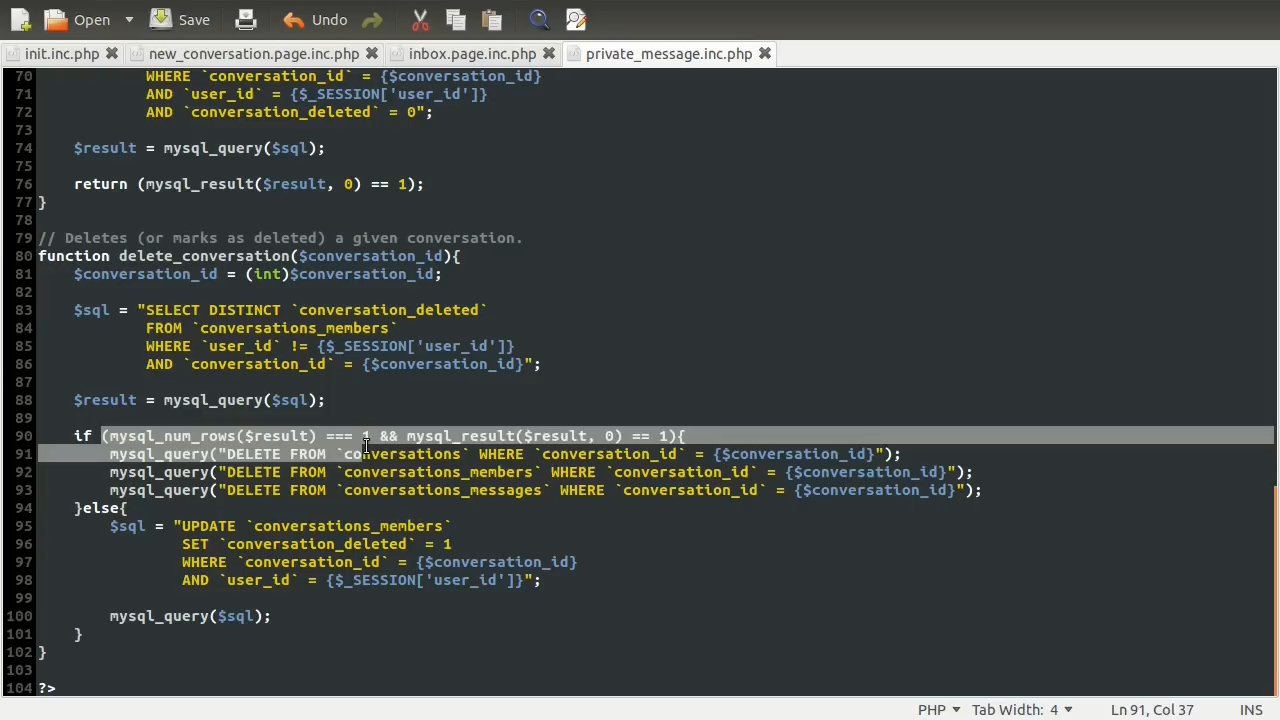 Open Save Undo
init.inc.php new_conversation.page.inc.php inbox.page.inc.php private_message.inc.php
70 WHERE `conversation_id` = {$conversation_id}
71 AND `user_id` = {$_SESSION['user_id']}
72 AND `conversation_deleted` = 0";
73
74 $result = mysql_query($sql);
75
76 return (mysql_result($result, 0) == 1);
77 }
78
79 // Deletes (or marks as deleted) a given conversation.
80 function delete_conversation($conversation_id){
81 $conversation_id = (int)$conversation_id;
82
83 $sql = "SELECT DISTINCT `conversation_deleted`
84 FROM `conversations_members`
85 WHERE `user_id` != {$_SESSION['user_id']}
86 AND `conversation_id` = {$conversation_id}";
87
88 $result = mysql_query($sql);
89
90 if (mysql_num_rows($result) === 1 && mysql_result($result, 0) == 1){
91 mysql_query("DELETE FROM `conversations` WHERE `conversation_id` = {$conversation_id}");
92 mysql_query("DELETE FROM `conversations_members` WHERE `conversation_id` = {$conversation_id}");
93 mysql_query("DELETE FROM `conversations_messages` WHERE `conversation_id` = {$conversation_id}");
94 }else{
95 $sql = "UPDATE `conversations_members`
96 SET `conversation_deleted` = 1
97 WHERE `conversation_id` = {$conversation_id}
98 AND `user_id` = {$_SESSION['user_id']}";
99
100 mysql_query($sql);
101 }
102 }
103
104 ?>
PHP Tab Width: 4 Ln 91, Col 37 INS